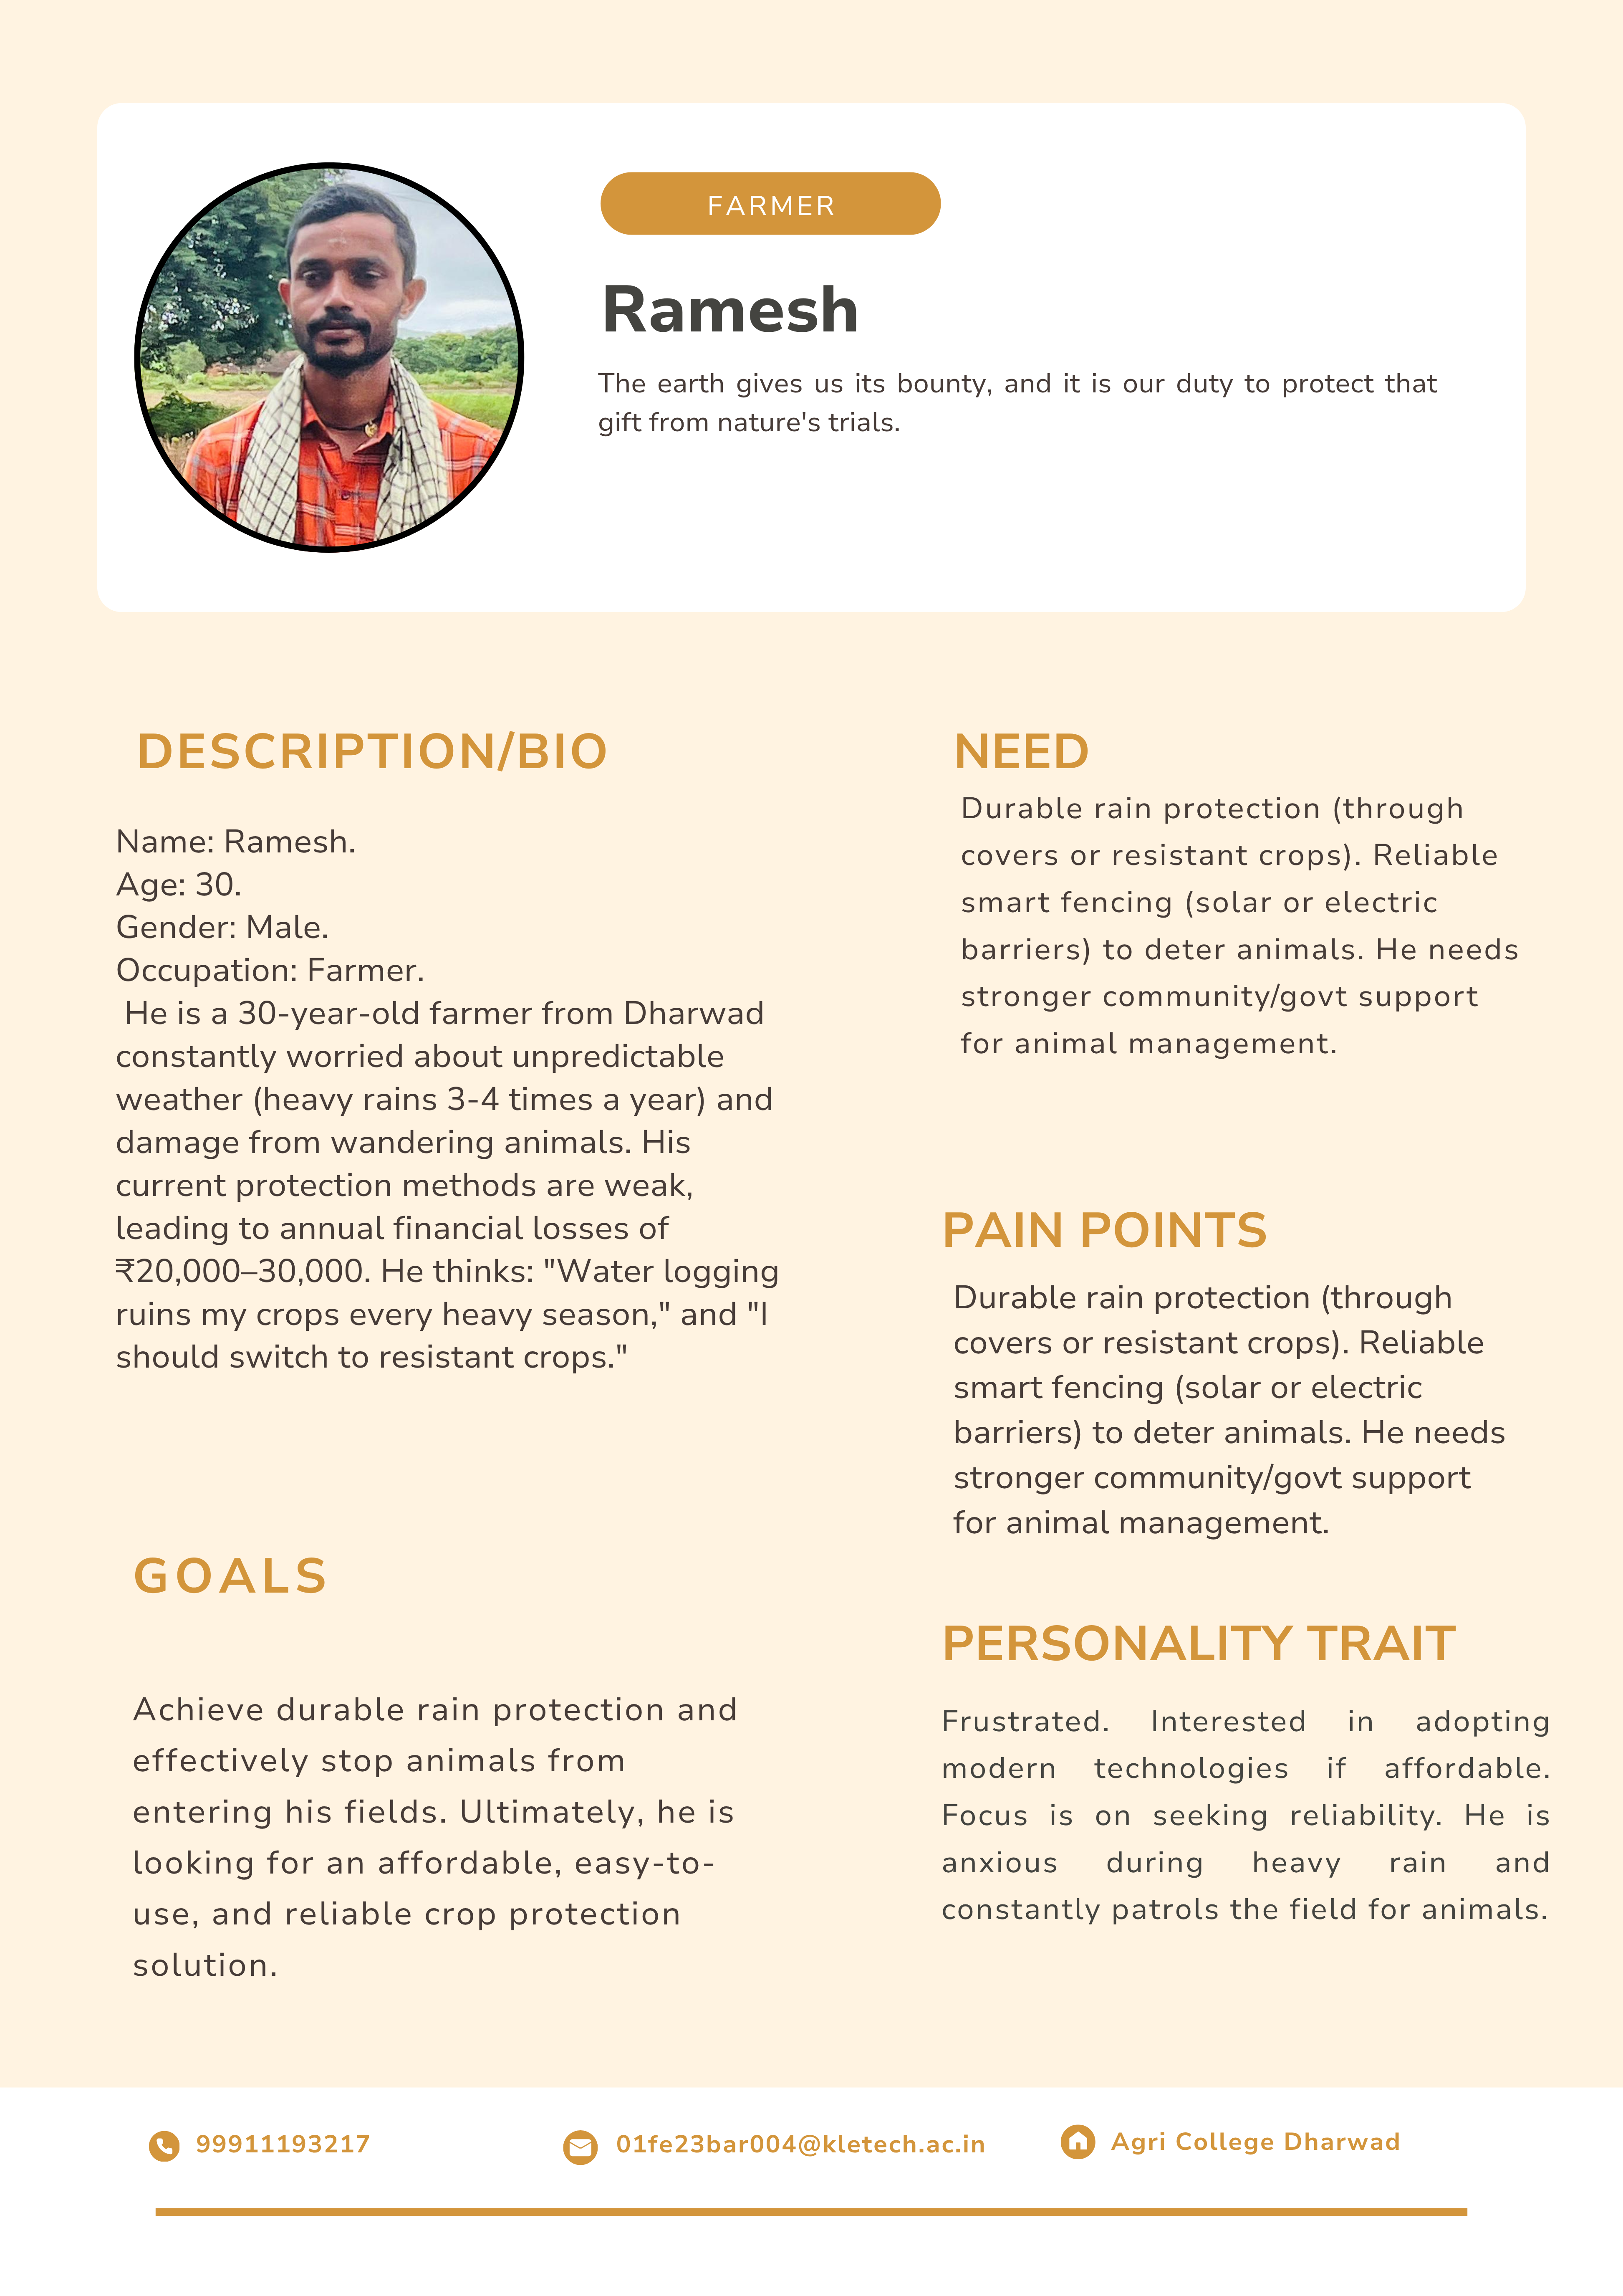 FARMER
Ramesh
The earth gives us its bounty, and it is our duty to protect that
gift from nature's trials.
DESCRIPTION/BIO
Name: Ramesh.
Age: 30.
Gender: Male.
Occupation: Farmer.
He is a 30-year-old farmer from Dharwad
constantly worried about unpredictable
weather (heavy rains 3-4 times a year) and
damage from wandering animals. His
current protection methods are weak,
leading to annual financial losses of
₹20,000–30,000. He thinks: "Water logging
ruins my crops every heavy season," and "I
should switch to resistant crops."
GOALS
Achieve durable rain protection and
effectively stop animals from
entering his fields. Ultimately, he is
looking for an affordable, easy-to-
use, and reliable crop protection
solution.
NEED
Durable rain protection (through
covers or resistant crops). Reliable
smart fencing (solar or electric
barriers) to deter animals. He needs
stronger community/govt support
for animal management.
PAIN POINTS
Durable rain protection (through
covers or resistant crops). Reliable
smart fencing (solar or electric
barriers) to deter animals. He needs
stronger community/govt support
for animal management.
PERSONALITY TRAIT
Frustrated. Interested in adopting
modern technologies if affordable.
Focus is on seeking reliability. He is
anxious during heavy rain and
constantly patrols the field for animals.
99911193217
01fe23bar004@kletech.ac.in
Agri College Dharwad